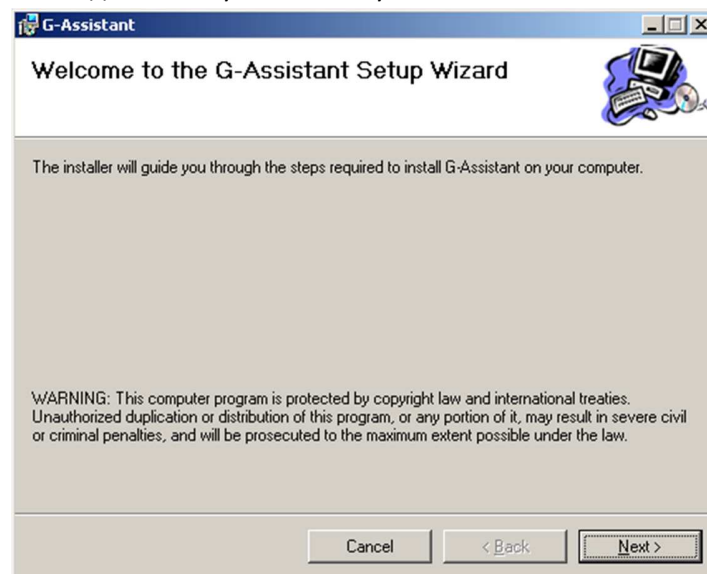 G-Assistant
Welcome to the G-Assistant Setup Wizard
The installer will guide you through the steps required to install G-Assistant on your computer.
WARNING: This computer program is protected by copyright law and international treaties.
Unauthorized duplication or distribution of this program, or any portion of it, may result in severe civil
or criminal penalties, and will be prosecuted to the maximum extent possible under the law.
Cancel
< Back
Next >